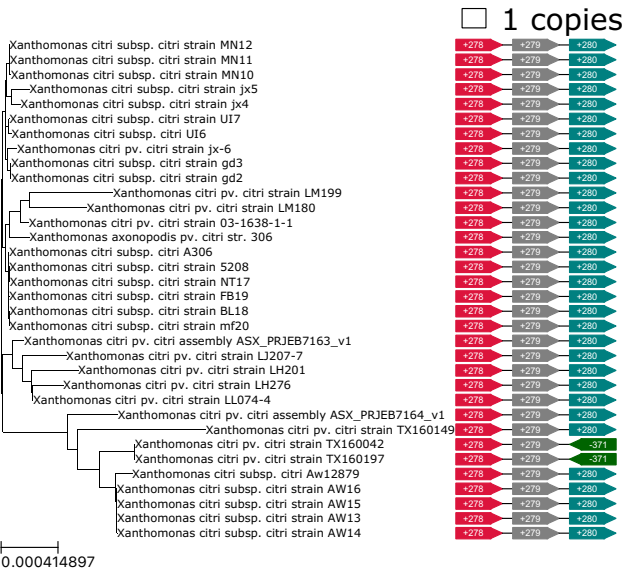 1 copies
Xanthomonas citri subsp. citri strain MN12 +278 +279 +280
Xanthomonas citri subsp. citri strain MN11 +278 +279 +280
Xanthomonas citri subsp. citri strain MN10 +278 +279 +280
Xanthomonas citri subsp. citri strain jx5 +278 +279 +280
Xanthomonas citri subsp. citri strain jx4 +278 +279 +280
Xanthomonas citri subsp. citri strain UI7 +278 +279 +280
Xanthomonas citri subsp. citri UI6 +278 +279 +280
Xanthomonas citri pv. citri strain jx-6 +278 +279 +280
Xanthomonas citri subsp. citri strain gd3 +278 +279 +280
Xanthomonas citri subsp. citri strain gd2 +278 +279 +280
Xanthomonas citri pv. citri strain LM199 +278 +279 +280
Xanthomonas citri pv. citri strain LM180 +278 +279 +280
Xanthomonas citri pv. citri strain 03-1638-1-1 +278 +279 +280
Xanthomonas axonopodis pv. citri str. 306 +278 +279 +280
Xanthomonas citri subsp. citri A306 +278 +279 +280
Xanthomonas citri subsp. citri strain 5208 +278 +279 +280
Xanthomonas citri subsp. citri strain NT17 +278 +279 +280
Xanthomonas citri subsp. citri strain FB19 +278 +279 +280
Xanthomonas citri subsp. citri strain BL18 +278 +279 +280
Xanthomonas citri subsp. citri strain mf20 +278 +279 +280
Xanthomonas citri pv. citri assembly ASX_PRJEB7163_v1 +278 +279 +280
Xanthomonas citri pv. citri strain LJ207-7 +278 +279 +280
Xanthomonas citri pv. citri strain LH201 +278 +279 +280
Xanthomonas citri pv. citri strain LH276 +278 +279 +280
Xanthomonas citri pv. citri strain LL074-4 +278 +279 +280
Xanthomonas citri pv. citri assembly ASX_PRJEB7164_v1 +278 +279 +280
Xanthomonas citri pv. citri strain TX160149 +278 +279 +280
Xanthomonas citri pv. citri strain TX160042 +278 +279 -371
Xanthomonas citri pv. citri strain TX160197 +278 +279 -371
Xanthomonas citri subsp. citri Aw12879 +278 +279 +280
Xanthomonas citri subsp. citri strain AW16 +278 +279 +280
Xanthomonas citri subsp. citri strain AW15 +278 +279 +280
Xanthomonas citri subsp. citri strain AW13 +278 +279 +280
Xanthomonas citri subsp. citri strain AW14 +278 +279 +280
0.000414897